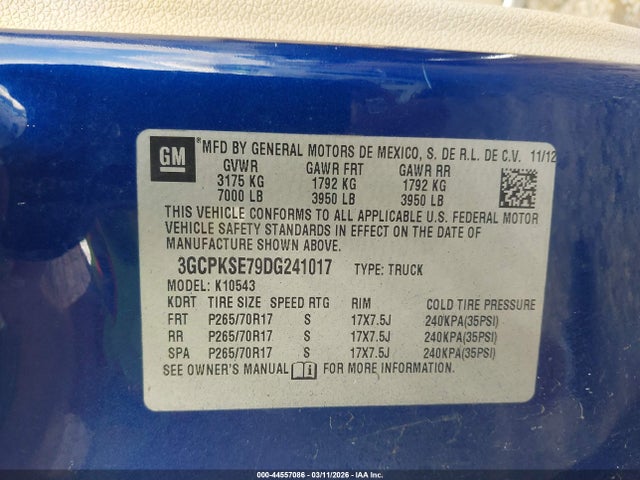 GM
*MFD BY GENERAL MOTORS DE MEXICO, S. DE R.L. DE C.V. 11/12
GVWR GAWR FRT GAWR RR
3175 KG 1792 KG 1792 KG
7000 LB 3950 LB 3950 LB
THIS VEHICLE CONFORMS TO ALL APPLICABLE U.S. FEDERAL MOTOR
VEHICLE SAFETY STANDARDS IN EFFECT ON THE DATE OF
MANUFACTURE SHOWN ABOVE.
3GCPKSE79DG241017 TYPE: TRUCK
MODEL: K10543
KDRT TIRE SIZE SPEED RTG RIM COLD TIRE PRESSURE
FRT P265/70R17 S 17X7.5J 240KPA(35PSI)
RR P265/70R17 S 17X7.5J 240KPA(35PSI)
SPA P265/70R17 S 17X7.5J 240KPA(35PSI)
SEE OWNER'S MANUAL FOR MORE INFORMATION.
000-44557086 - 03/11/2026 - IAA Inc.